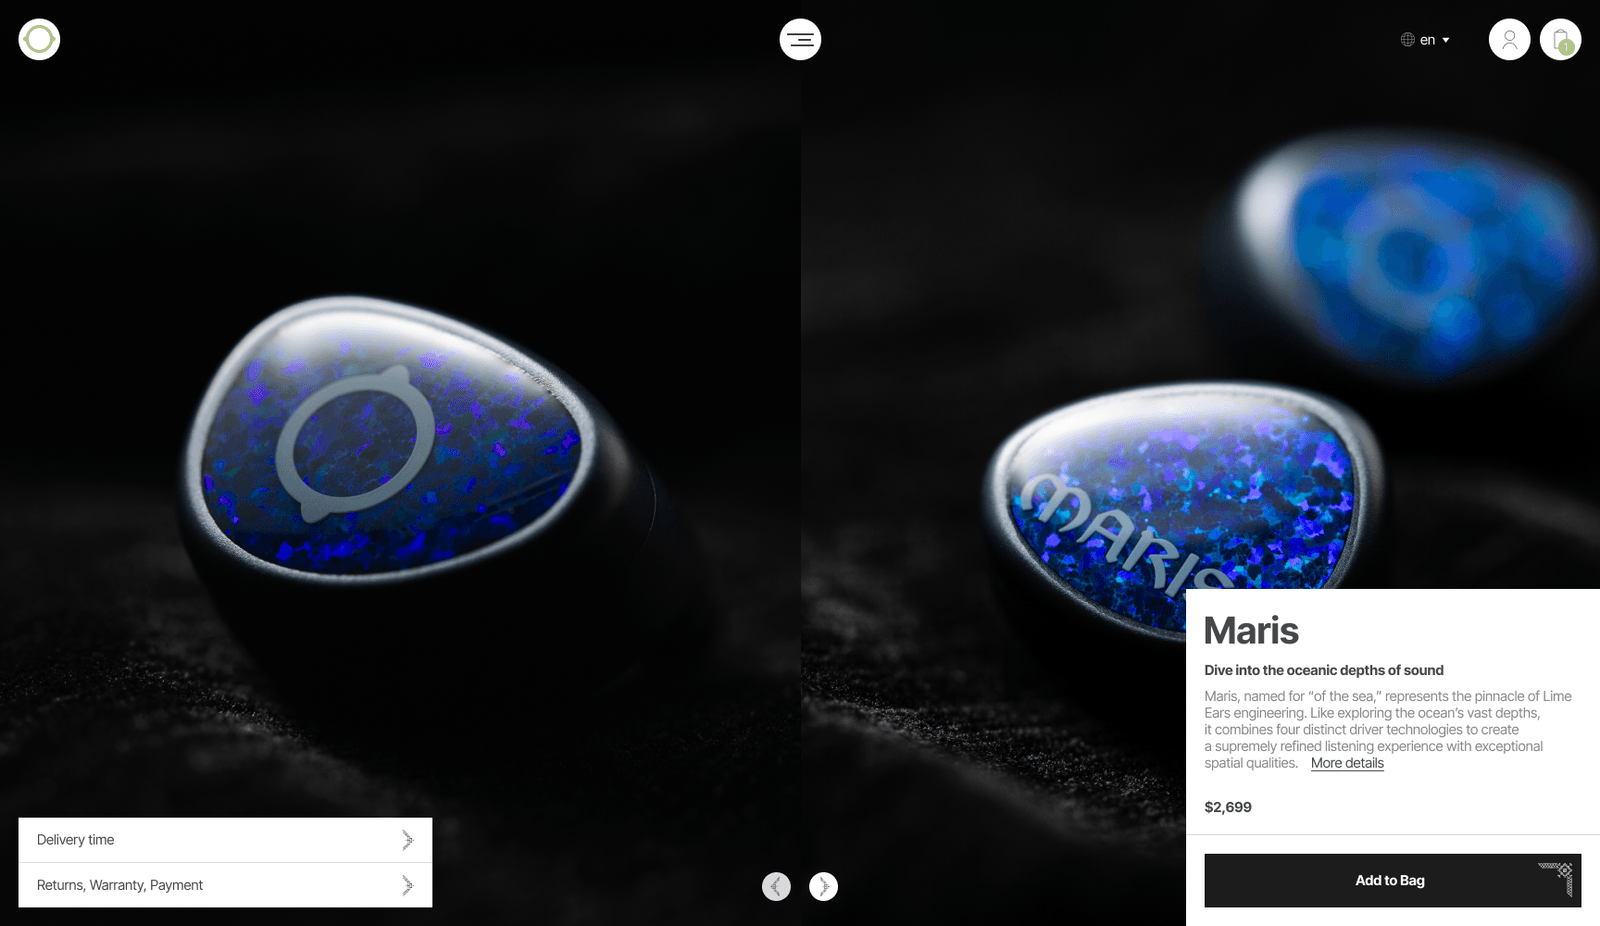 en
1
MARIS
Maris
Dive into the oceanic depths of sound
Maris, named for “of the sea,” represents the pinnacle of Lime
Ears engineering. Like exploring the ocean’s vast depths,
it combines four distinct driver technologies to create
a supremely refined listening experience with exceptional
spatial qualities. More details
$2,699
Add to Bag
Delivery time
Returns, Warranty, Payment